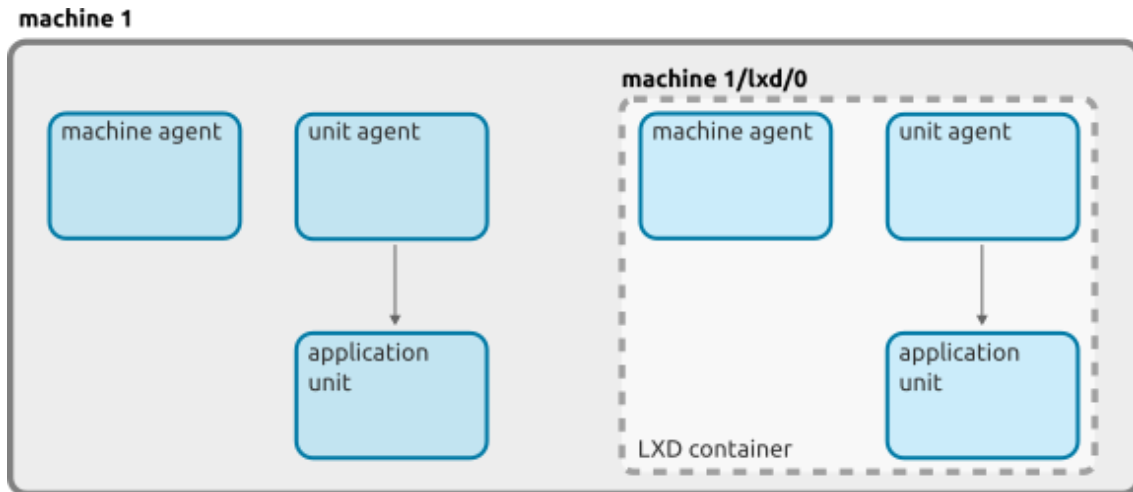 machine 1
machine 1/lxd/0
machine agent
unit agent
machine agent
unit agent
application
unit
application
unit
LXD container